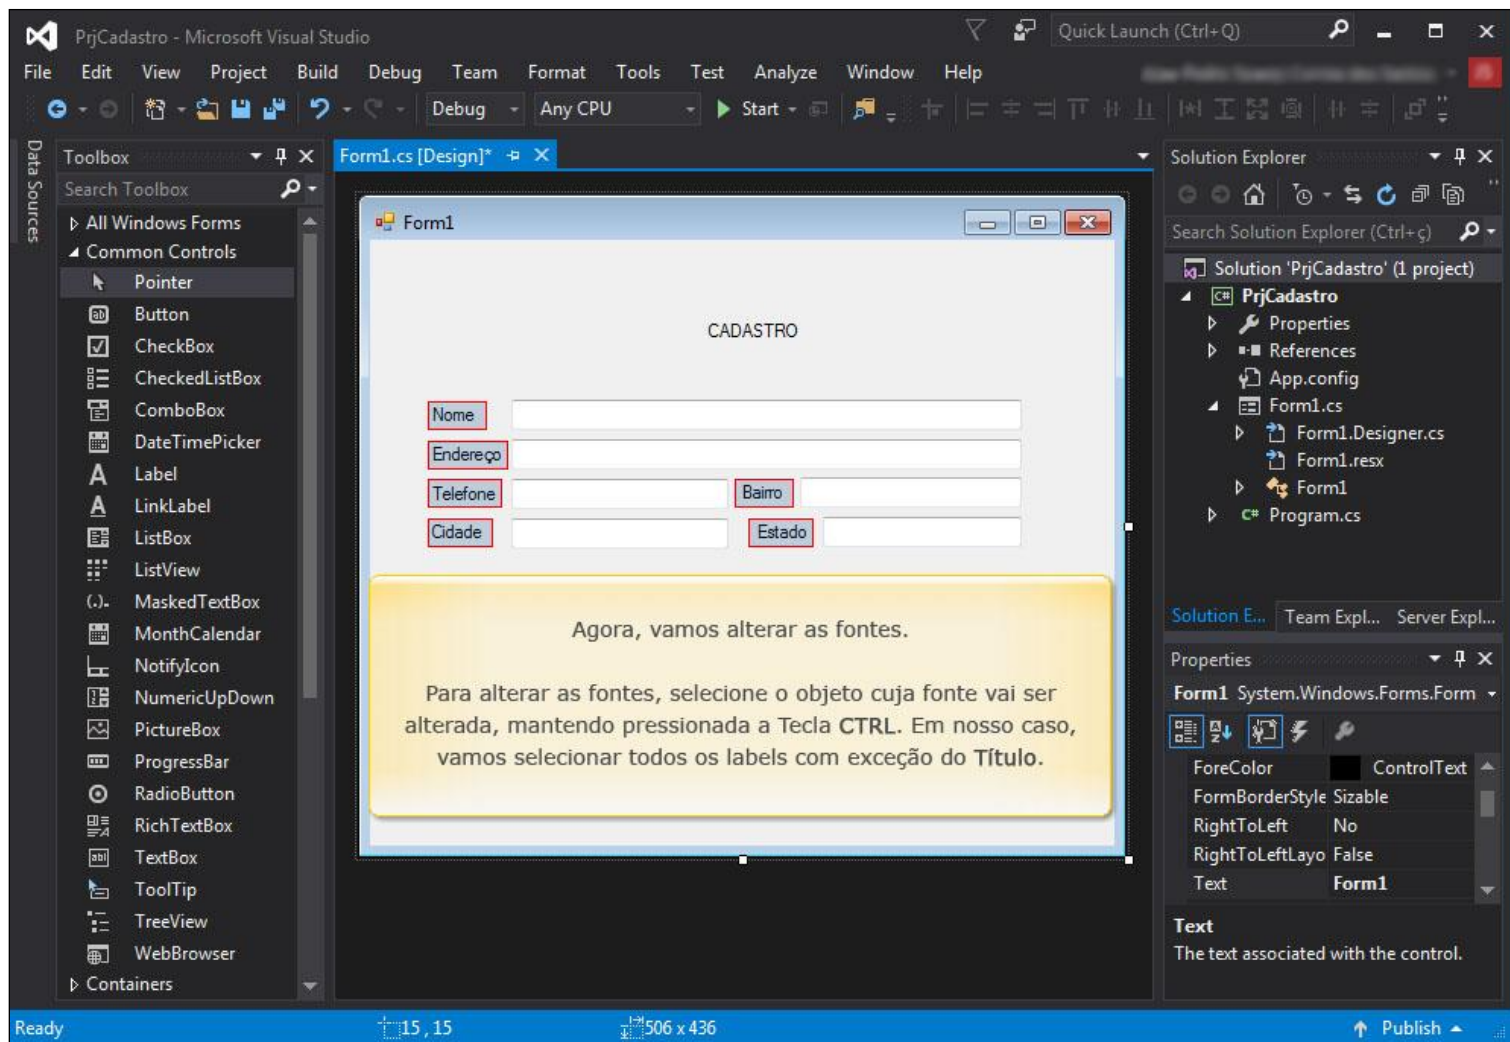 PrjCadastro - Microsoft Visual Studio
Quick Launch (Ctrl+Q)
File Edit View Project Build Debug Team Format Tools Test Analyze Window Help
Debug Any CPU Start
Data Sources
Toolbox
Search Toolbox
All Windows Forms
Common Controls
Pointer
Button
CheckBox
CheckedListBox
ComboBox
DateTimePicker
Label
LinkLabel
ListBox
ListView
MaskedTextBox
MonthCalendar
NotifyIcon
NumericUpDown
PictureBox
ProgressBar
RadioButton
RichTextBox
TextBox
ToolTip
TreeView
WebBrowser
Containers
Form1.cs [Design]*
Form1
CADASTRO
Nome
Endereço
Telefone Bairro
Cidade Estado
Agora, vamos alterar as fontes.
Para alterar as fontes, selecione o objeto cuja fonte vai ser
alterada, mantendo pressionada a Tecla CTRL. Em nosso caso,
vamos selecionar todos os labels com exceção do Título.
Solution Explorer
Search Solution Explorer (Ctrl+ç)
Solution 'PrjCadastro' (1 project)
C# PrjCadastro
Properties
References
App.config
Form1.cs
Form1.Designer.cs
Form1.resx
Form1
C# Program.cs
Solution E... Team Expl... Server Expl...
Properties
Form1 System.Windows.Forms.Form
ForeColor ControlText
FormBorderStyle Sizable
RightToLeft No
RightToLeftLayo False
Text Form1
Text
The text associated with the control.
Ready 15 , 15 506 x 436 Publish